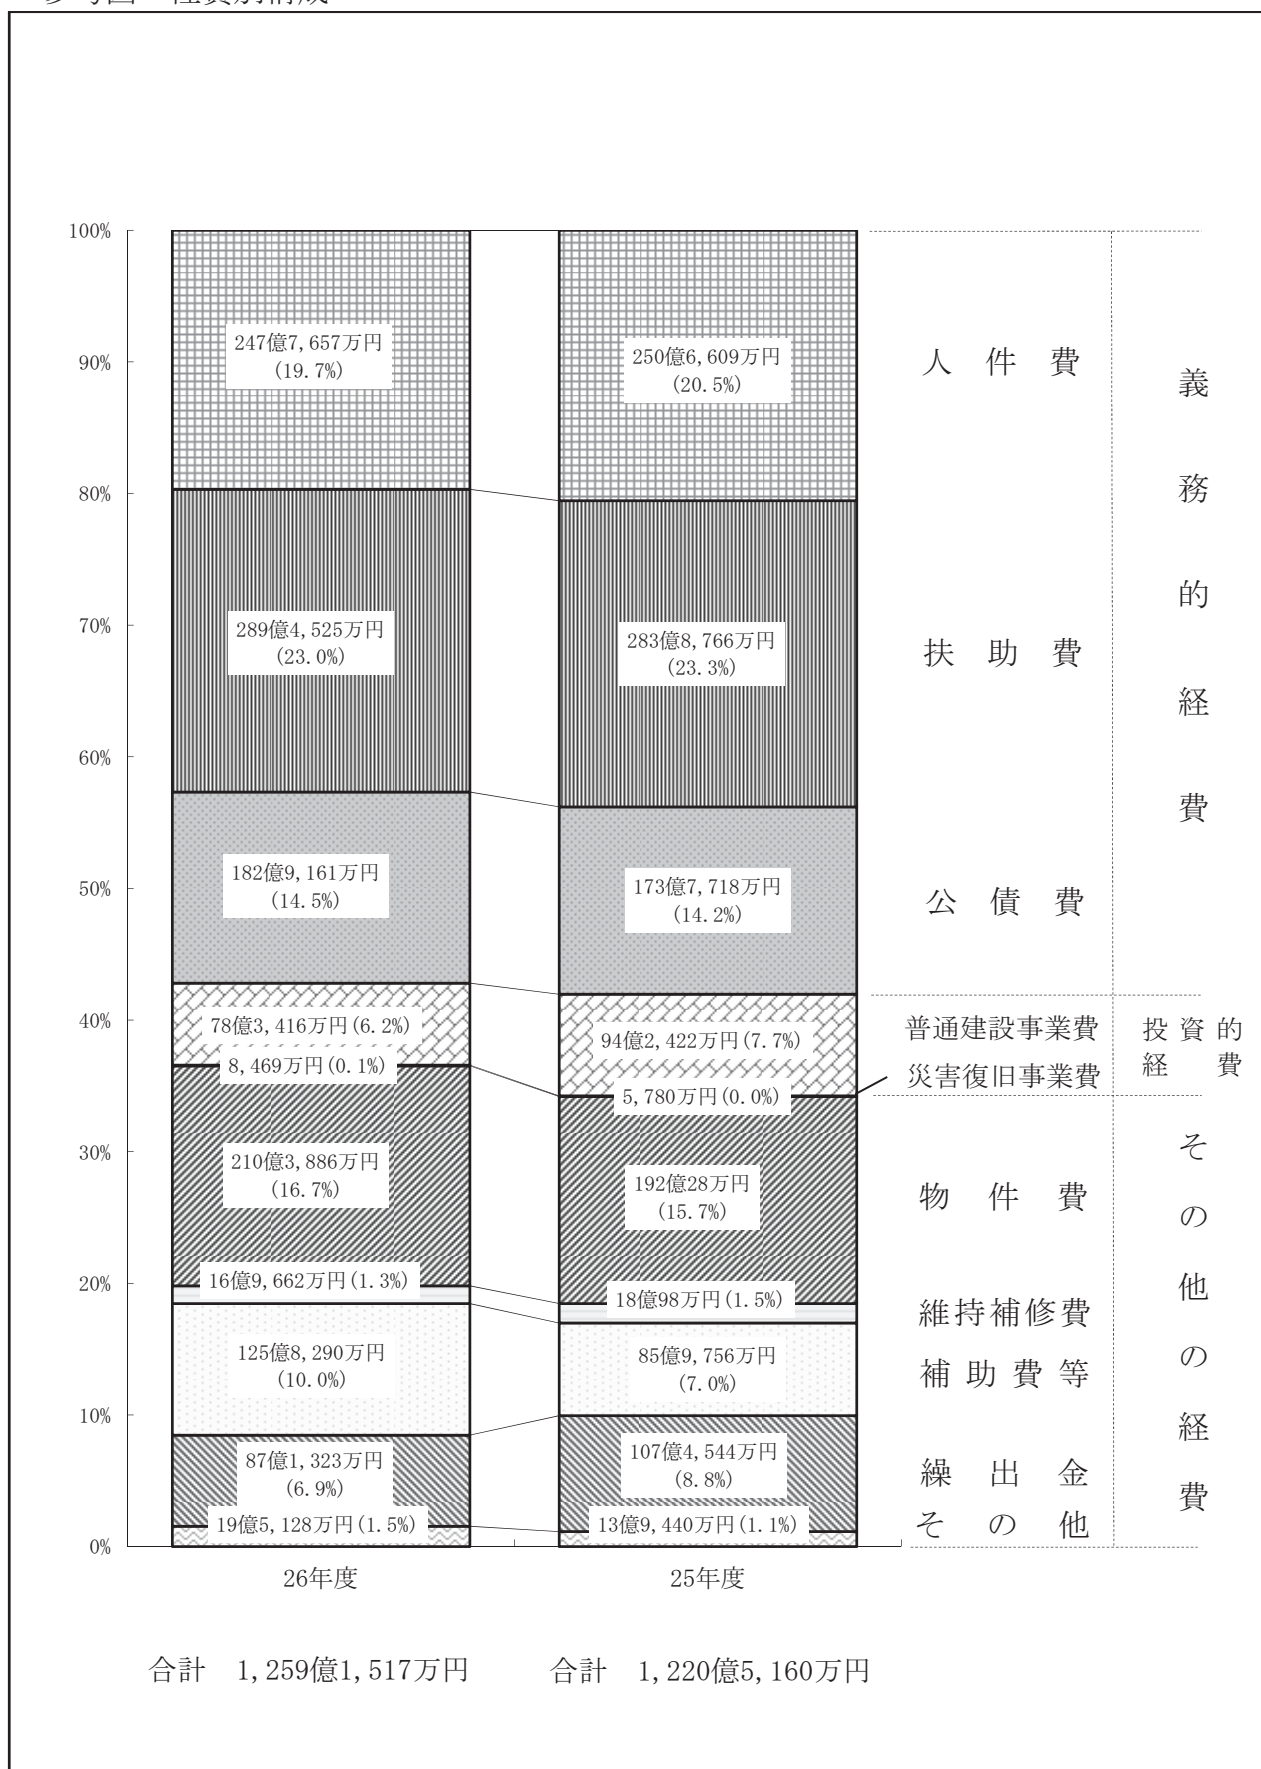 100%
90%
80%
70%
60%
50%
40%
30%
20%
10%
0%
247億7,657万円
(19.7%)
289億4,525万円
(23.0%)
182億9,161万円
(14.5%)
78億3,416万円(6.2%)
8,469万円(0.1%)
210億3,886万円
(16.7%)
16億9,662万円(1.3%)
125億8,290万円
(10.0%)
87億1,323万円
(6.9%)
19億5,128万円(1.5%)
26年度
250億6,609万円
(20.5%)
283億8,766万円
(23.3%)
173億7,718万円
(14.2%)
94億2,422万円(7.7%)
5,780万円(0.0%)
192億28万円
(15.7%)
18億98万円(1.5%)
85億9,756万円
(7.0%)
107億4,544万円
(8.8%)
13億9,440万円(1.1%)
25年度
人件費
扶助費
公債費
普通建設事業費
災害復旧事業費
物件費
維持補修費
補助費等
繰出金
その他
義務的経費
投資的
経費
その他の経費
合計 1,259億1,517万円
合計 1,220億5,160万円